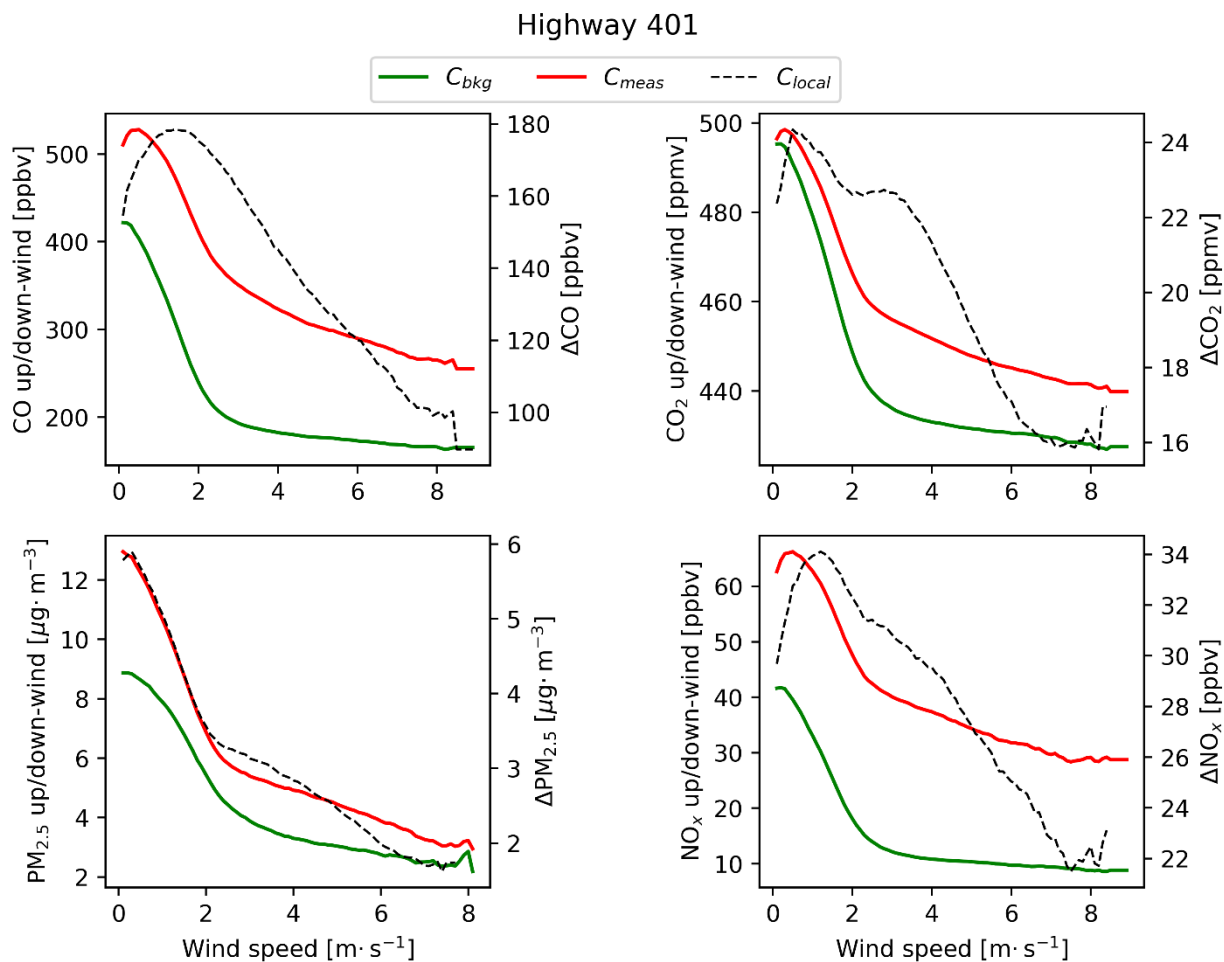 Highway 401
C_bkg C_meas C_local
CO up/down-wind [ppbv]
500
400
300
200
0 2 4 6 8
180
160
140
120
100
ΔCO [ppbv]
CO₂ up/down-wind [ppmv]
500
480
460
440
0 2 4 6 8
24
22
20
18
16
ΔCO₂ [ppmv]
PM₂.₅ up/down-wind [μg·m⁻³]
12
10
8
6
4
2
0 2 4 6 8
Wind speed [m·s⁻¹]
6
5
4
3
2
ΔPM₂.₅ [μg·m⁻³]
NOₓ up/down-wind [ppbv]
60
50
40
30
20
10
0 2 4 6 8
Wind speed [m·s⁻¹]
34
32
30
28
26
24
22
ΔNOₓ [ppbv]